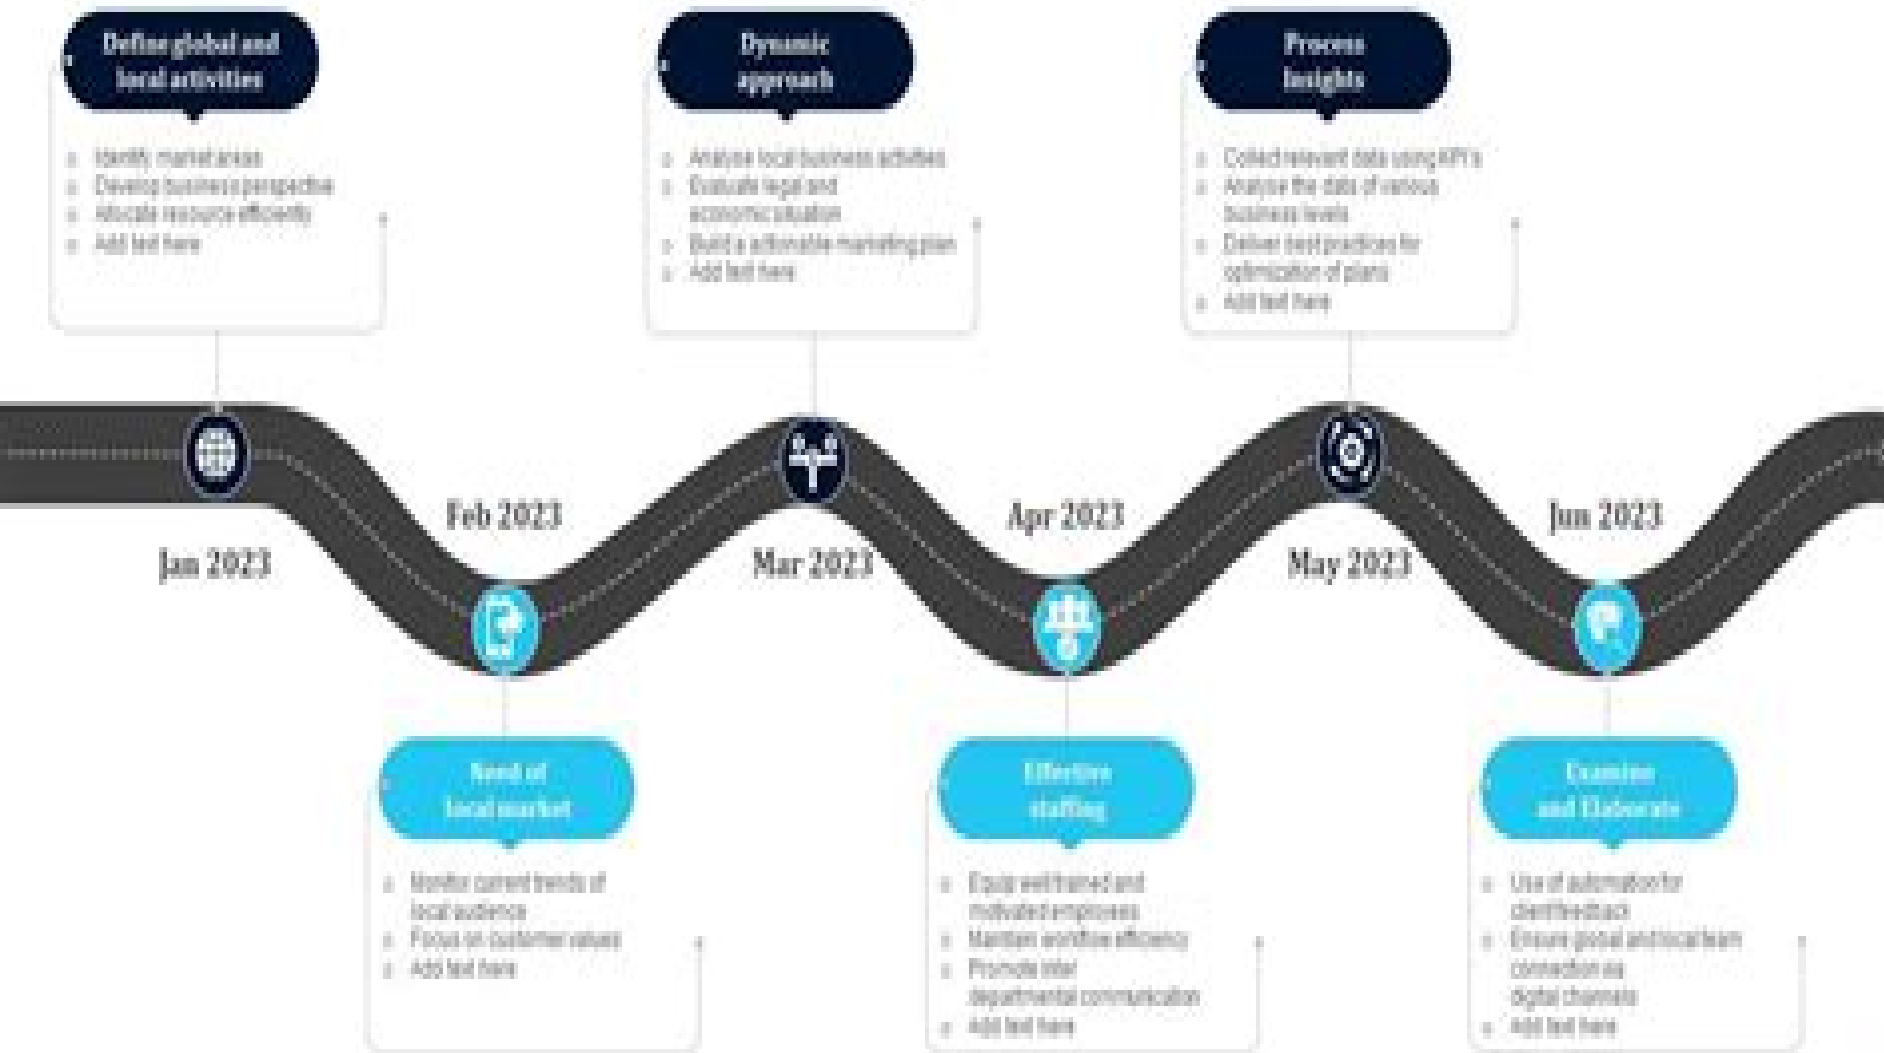 Define global and
local activities
Identify market areas
Develop business perspective
Allocate resource efficiently
Add text here
Dynamic
approach
Analyse local business activities
Evaluate legal and
economic situation
Build a actionable marketing plan
Add text here
Process
Insights
Collect relevant data using KPI's
Analyse the data of various
business levels
Deliver best practices for
optimization of plans
Add text here
Jan 2023
Feb 2023
Mar 2023
Apr 2023
May 2023
Jun 2023
Need of
local market
Monitor current trends of
local audience
Focus on customer values
Add text here
Effective
staffing
Equip well trained and
motivated employees
Maintain workflow efficiency
Promote inter
departmental communication
Add text here
Examine
and Elaborate
Use of automation for
client feedback
Ensure global and local team
connection via
digital channels
Add text here